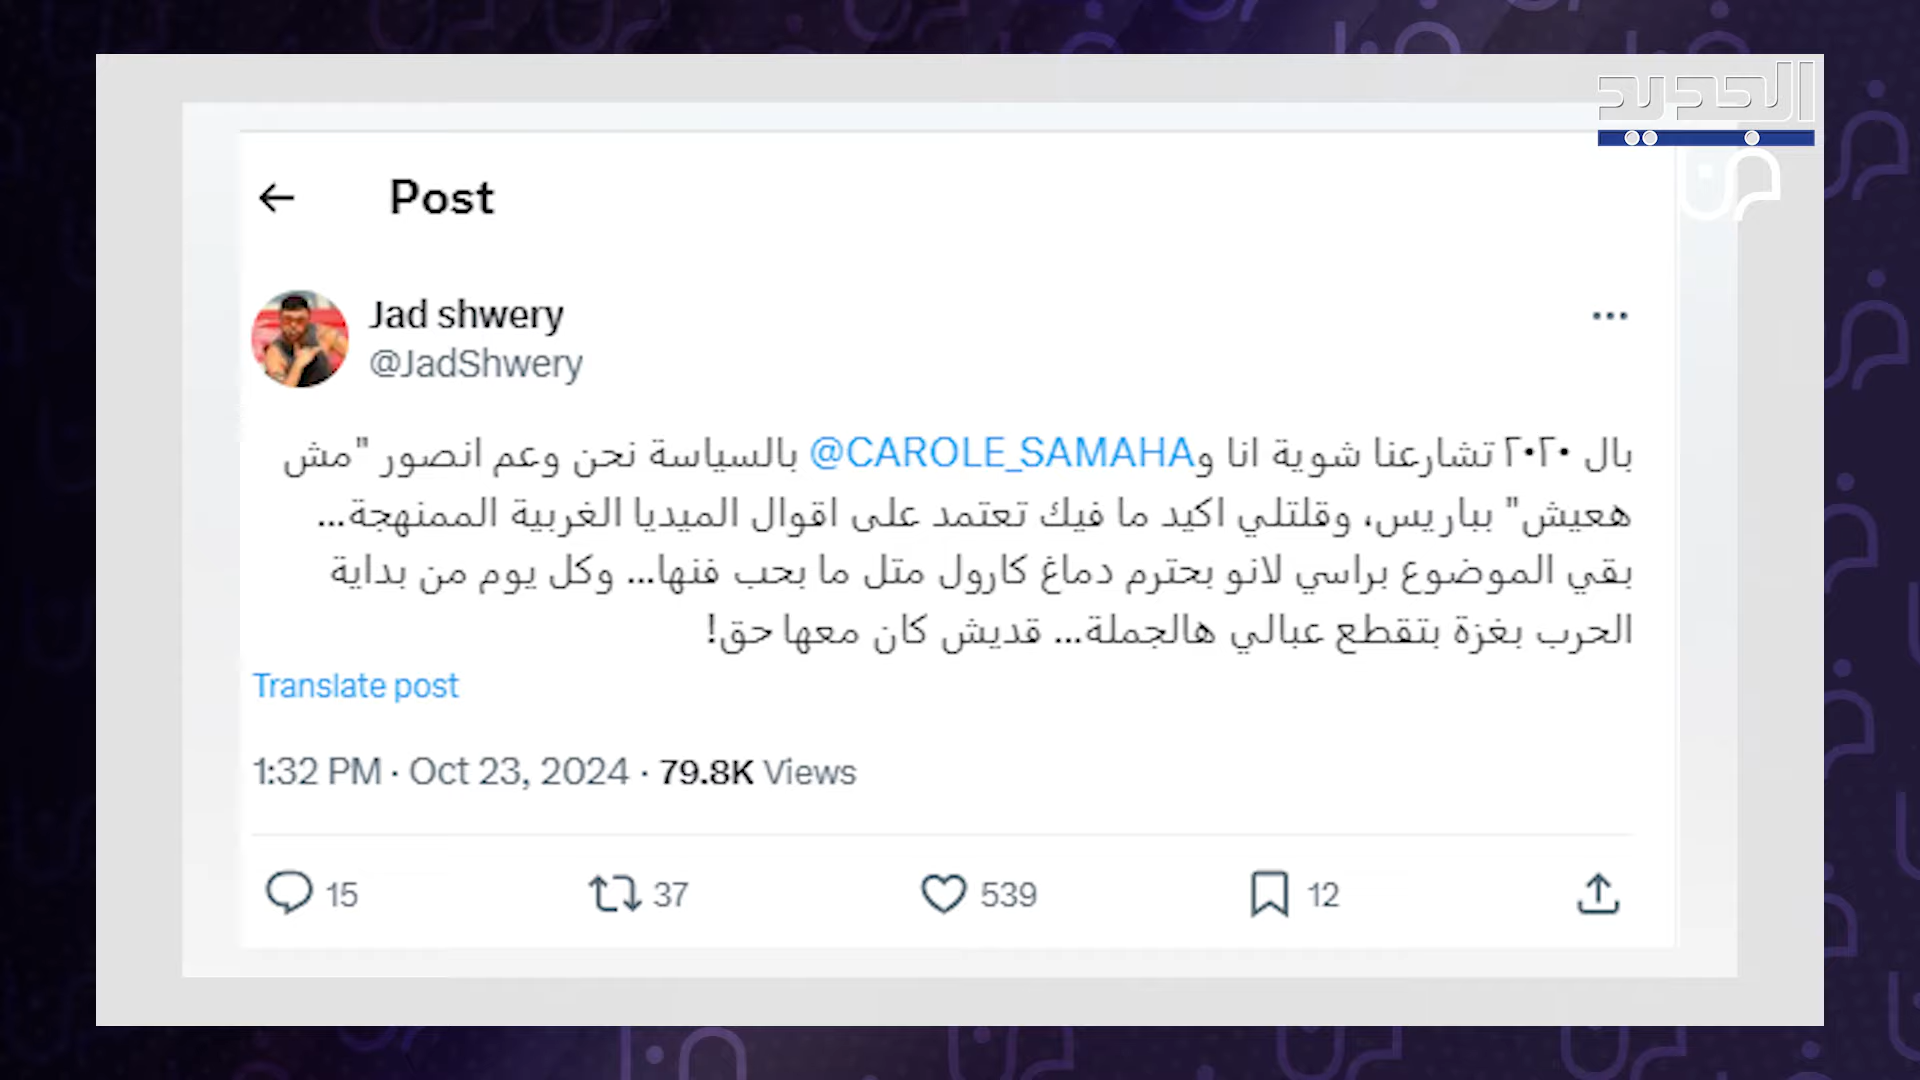 الجديد
فن
Post
Jad shwery
@JadShwery
بال ٢٠٢٠ تشارعنا شوية انا و@CAROLE_SAMAHA بالسياسة نحن وعم انصور "مش
هعيش" بباريس، وقلتلي اكيد ما فيك تعتمد على اقوال الميديا الغربية الممنهجة...
بقي الموضوع براسي لانو بحترم دماغ كارول متل ما بحب فنها... وكل يوم من بداية
الحرب بغزة بتقطع عبالي هالجملة... قديش كان معها حق!
Translate post
1:32 PM · Oct 23, 2024 · 79.8K Views
15 37 539 12